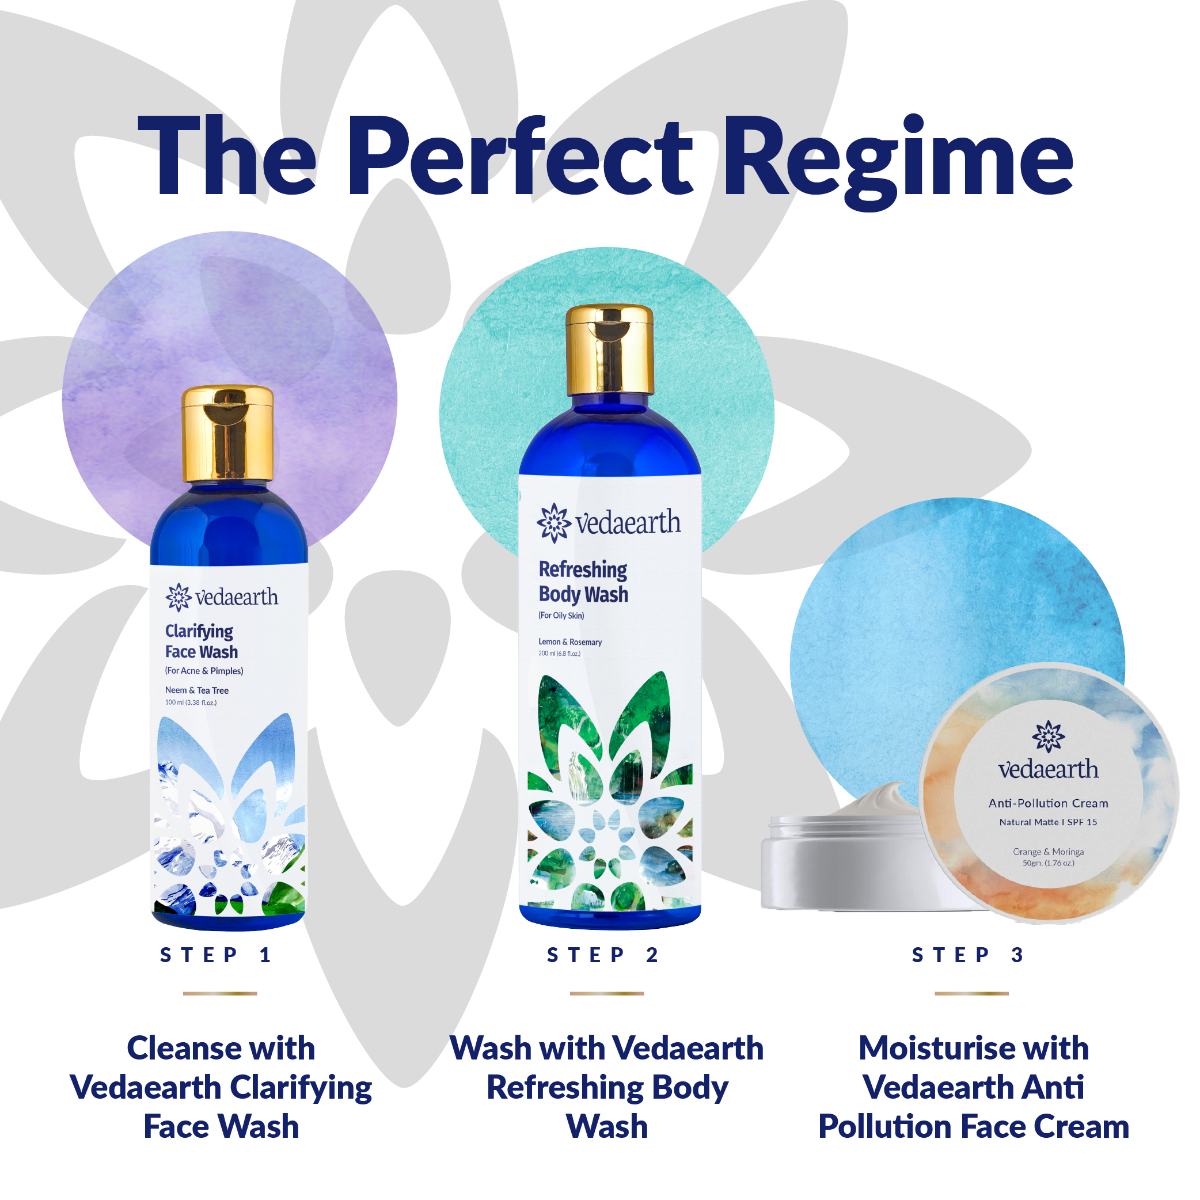 The Perfect Regime
vedaearth
Clarifying
Face Wash
(For Acne & Pimples)
Neem & Tea Tree
100 ml (3.38 fl.oz.)
vedaearth
Refreshing
Body Wash
(For Oily Skin)
Lemon & Rosemary
200 ml (6.8 fl.oz.)
vedaearth
Anti-Pollution Cream
Natural Matte | SPF 15
Orange & Moringa
50gm. (1.76 oz.)
STEP 1
Cleanse with
Vedaearth Clarifying
Face Wash
STEP 2
Wash with Vedaearth
Refreshing Body
Wash
STEP 3
Moisturise with
Vedaearth Anti
Pollution Face Cream